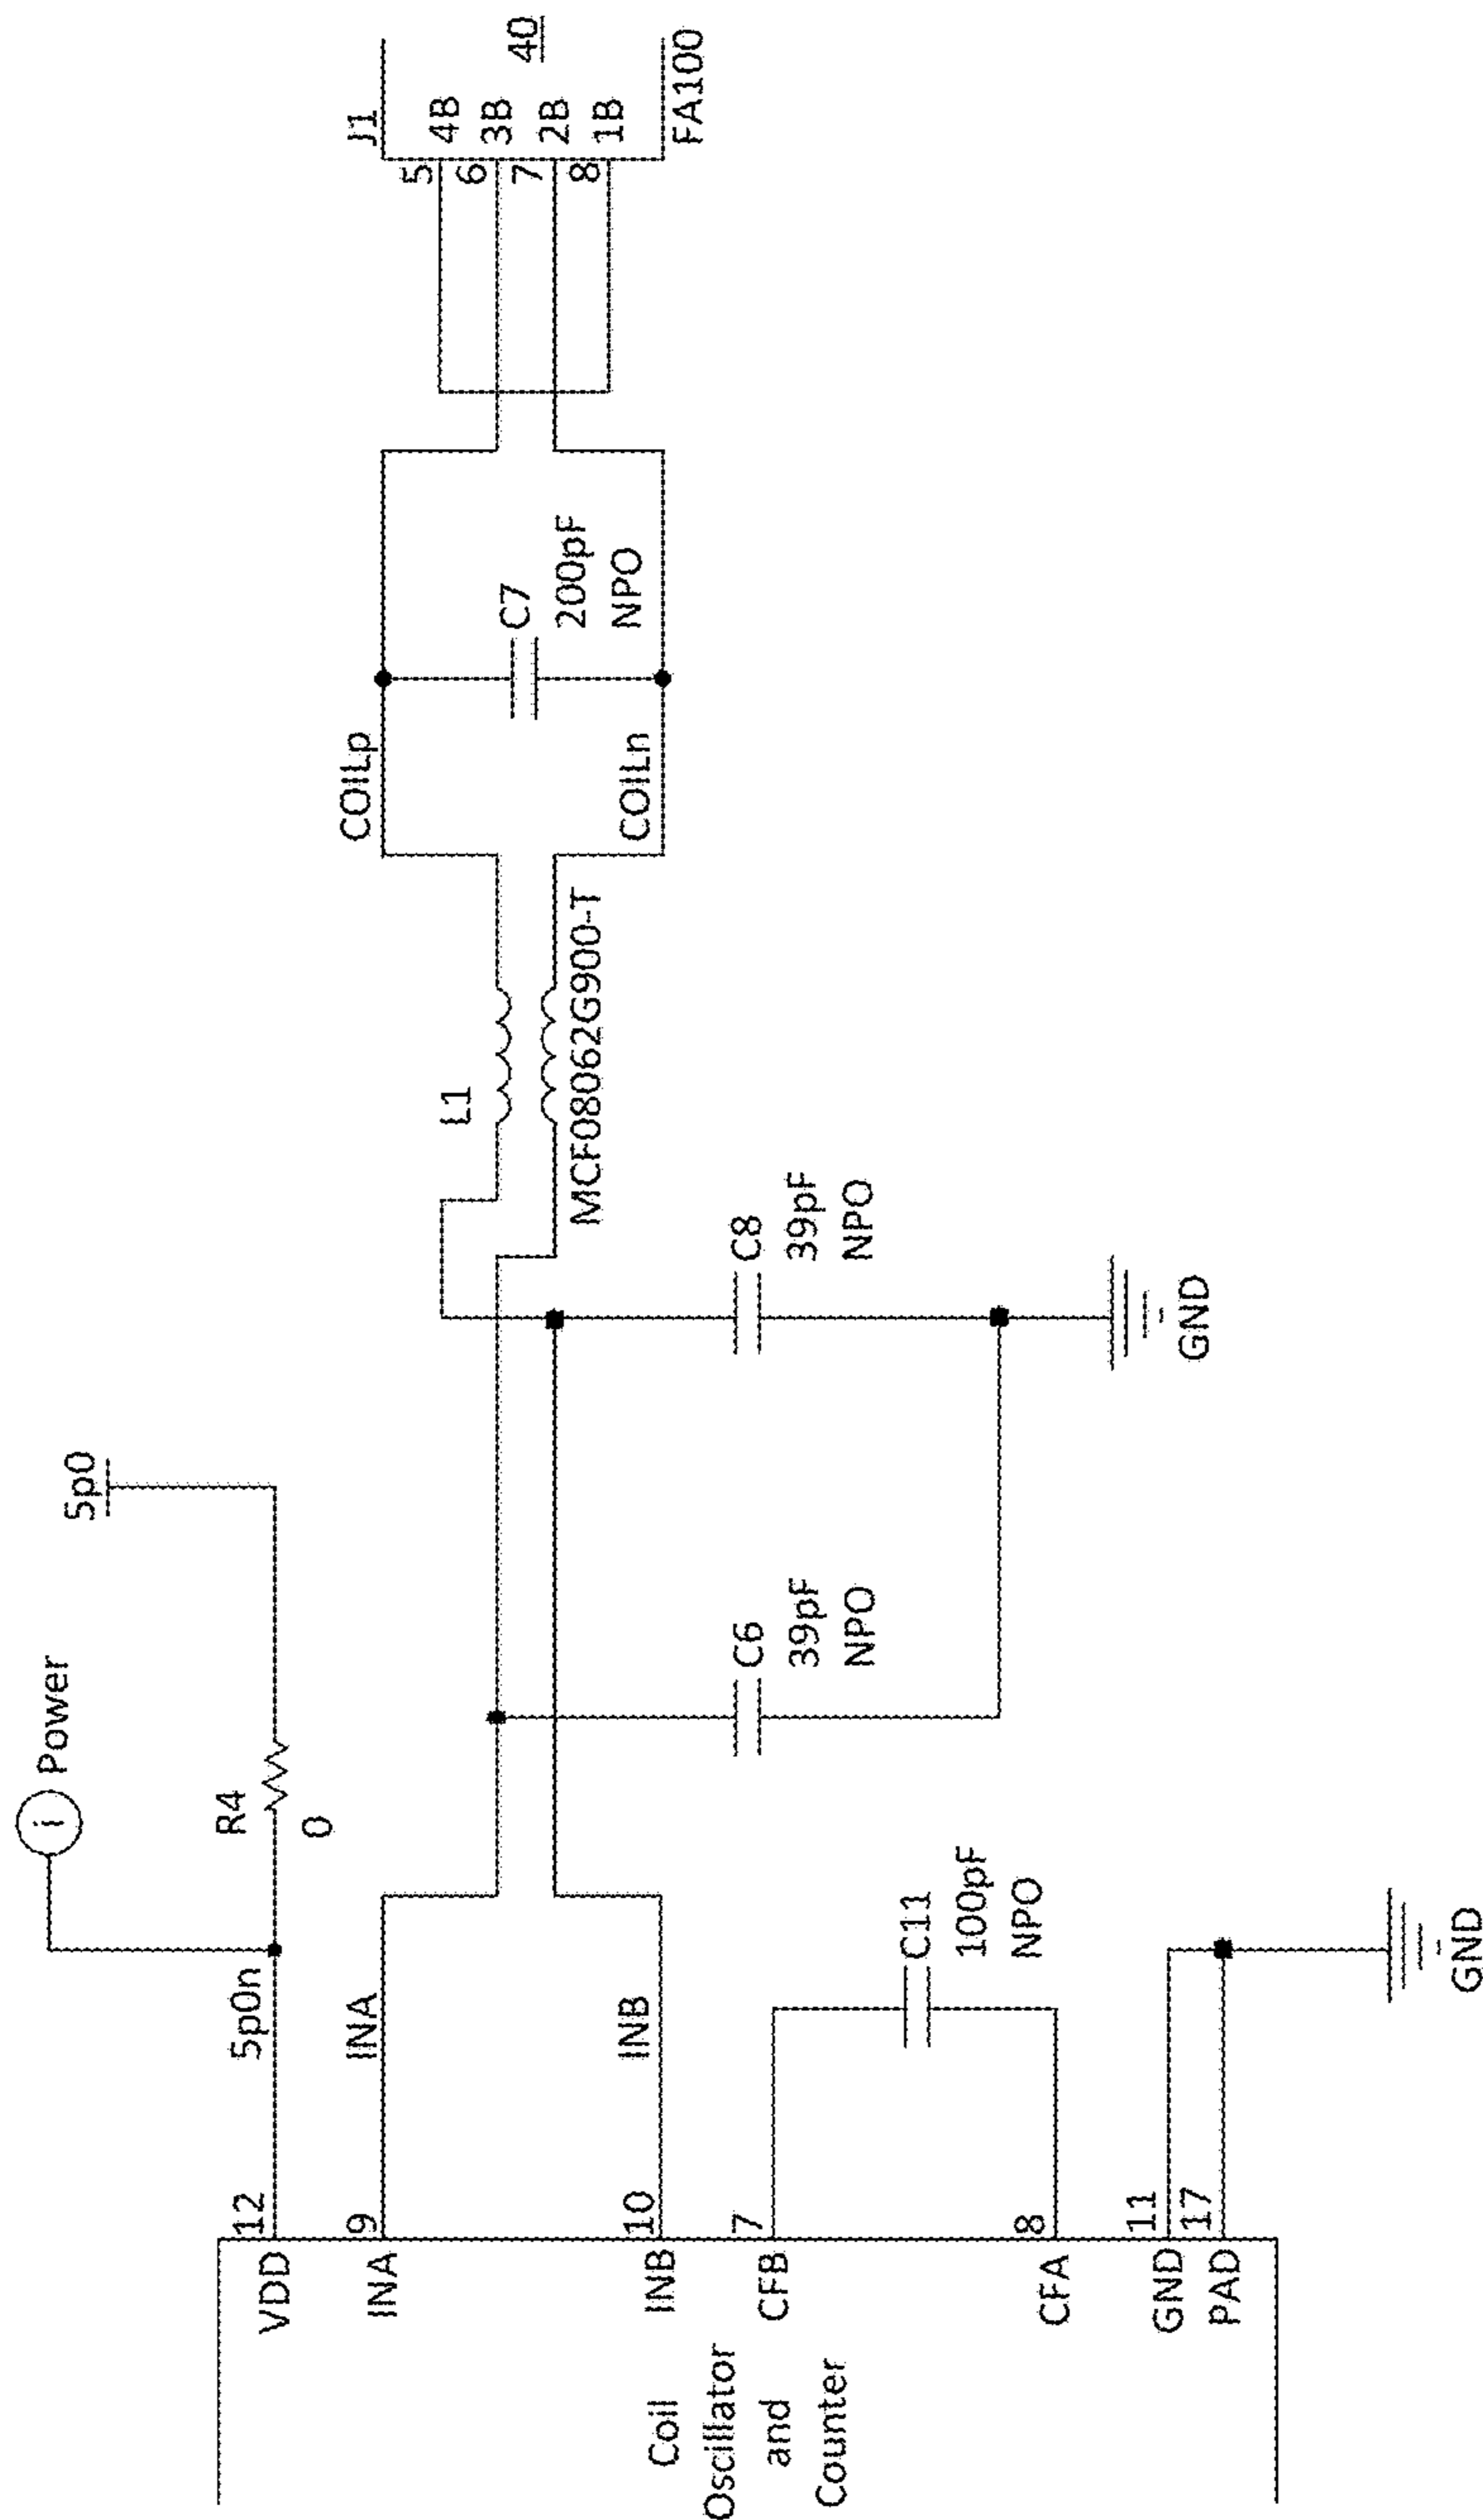 i Power
5p0
R4
0
5p0n
12
VDD
INA
9
INA
COILp
J1
5
4B
6
3B
40
7
2B
8
1B
FA100
L1
MCF08062G900-T
C7
200pF
NPO
COILn
INB
10
INB
Coil
Oscillator
and
Counter
7
CFB
C6
39pF
NPO
C8
39pF
NPO
C11
100pF
NPO
8
CFA
11
GND
17
PAD
GND
GND